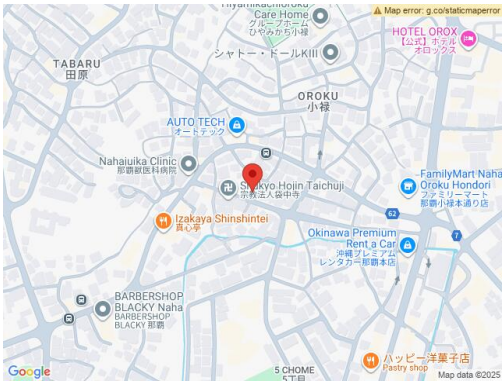 Hiyamikachioroku
Care Home
グループホーム
ひやみかち小禄
Map error: g.co/staticmaperror
HOTEL OROX
【公式】ホテル
オロックス
シャトー・ドールKIII
TABARU
田原
OROKU
小禄
AUTO TECH
オートテック
Nahaiuika Clinic
那覇獣医科病院
Shukyo Hojin Taichuji
宗教法人袋中寺
FamilyMart Naha
Oroku Hondori
ファミリーマート
那覇小禄本通り店
Izakaya Shinshintei
真心亭
62
7
Okinawa Premium
Rent a Car
沖縄プレミアム
レンタカー那覇本店
BARBERSHOP
BLACKY Naha
BARBERSHOP
BLACKY 那覇
ハッピー洋菓子店
Pastry shop
5 CHOME
5丁目
Google
Map data ©2025